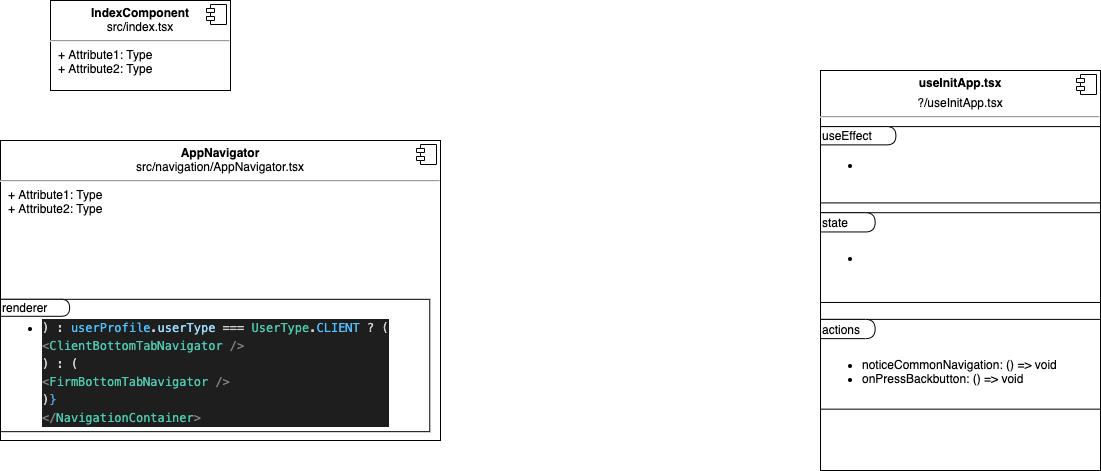 IndexComponent
src/index.tsx
+ Attribute1: Type
+ Attribute2: Type
AppNavigator
src/navigation/AppNavigator.tsx
+ Attribute1: Type
+ Attribute2: Type
renderer
) : userProfile.userType === UserType.CLIENT ? (
<ClientBottomTabNavigator />
) : (
<FirmBottomTabNavigator />
)}
</NavigationContainer>
useInitApp.tsx
?/useInitApp.tsx
useEffect
state
actions
noticeCommonNavigation: () => void
onPressBackbutton: () => void